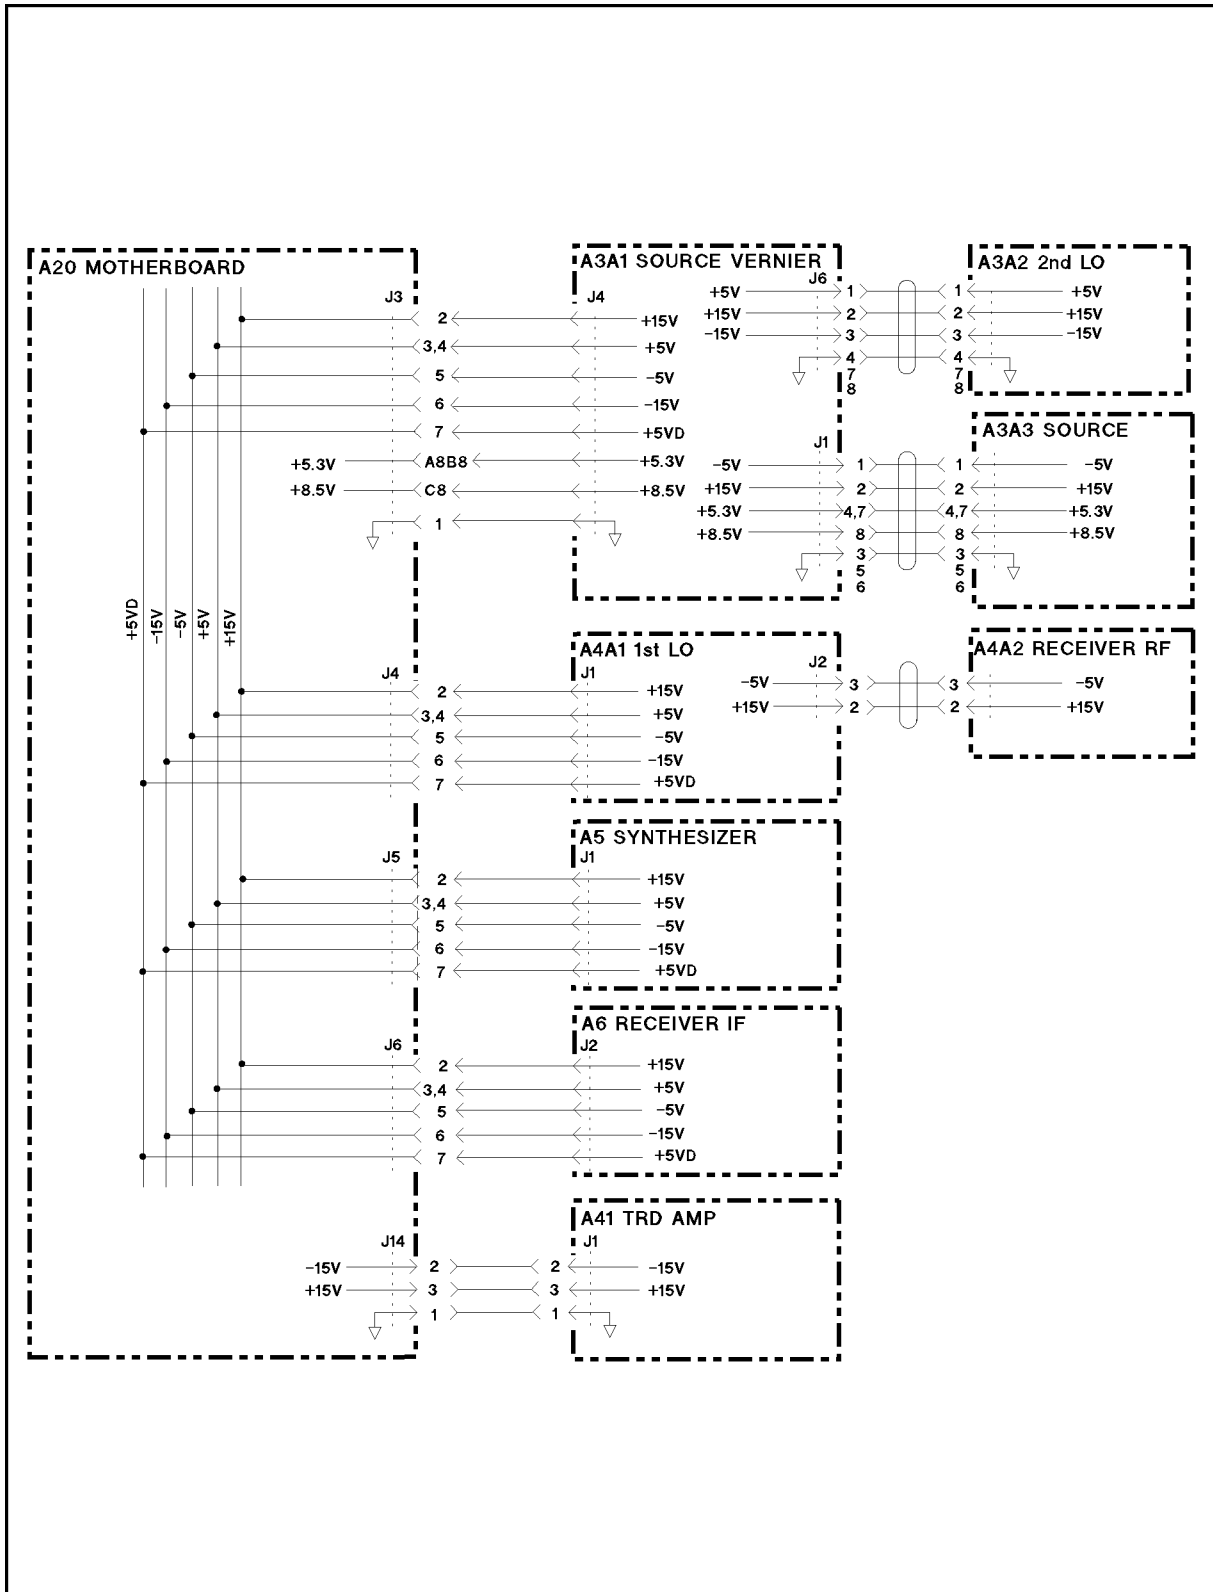 A20 MOTHERBOARD
J3
2
3,4
5
6
7
+5.3V A8B8
+8.5V C8
1
+5VD
-15V
-5V
+5V
+15V
J4
2
3,4
5
6
7
J5
2
3,4
5
6
7
J6
2
3,4
5
6
7
J14
-15V 2 2
+15V 3 3
1 1
A3A1 SOURCE VERNIER
J4
+15V
+5V
-5V
-15V
+5VD
+5.3V
+8.5V
J6
+5V 1 1
+15V 2 2
-15V 3 3
4 4
7 7
8 8
J1
-5V 1 1
+15V 2 2
+5.3V 4,7 4,7
+8.5V 8 8
3 3
5 5
6 6
A3A2 2nd LO
+5V
+15V
-15V
A3A3 SOURCE
-5V
+15V
+5.3V
+8.5V
A4A1 1st LO
J1
+15V
+5V
-5V
-15V
+5VD
J2
-5V 3 3
+15V 2 2
A4A2 RECEIVER RF
-5V
+15V
A5 SYNTHESIZER
J1
+15V
+5V
-5V
-15V
+5VD
A6 RECEIVER IF
J2
+15V
+5V
-5V
-15V
+5VD
A41 TRD AMP
J1
-15V
+15V